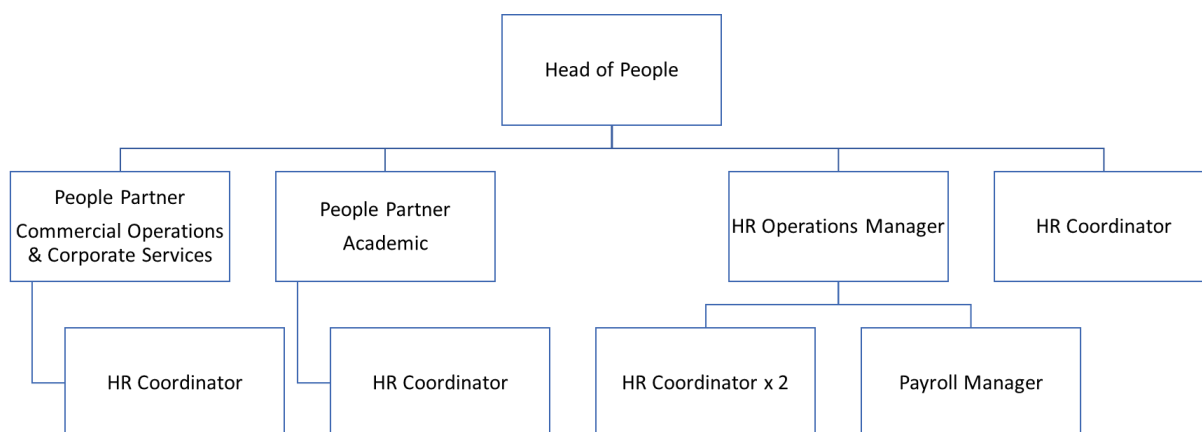 Head of People
People Partner
Commercial Operations
& Corporate Services
People Partner
Academic
HR Operations Manager
HR Coordinator
HR Coordinator
HR Coordinator
HR Coordinator x 2
Payroll Manager